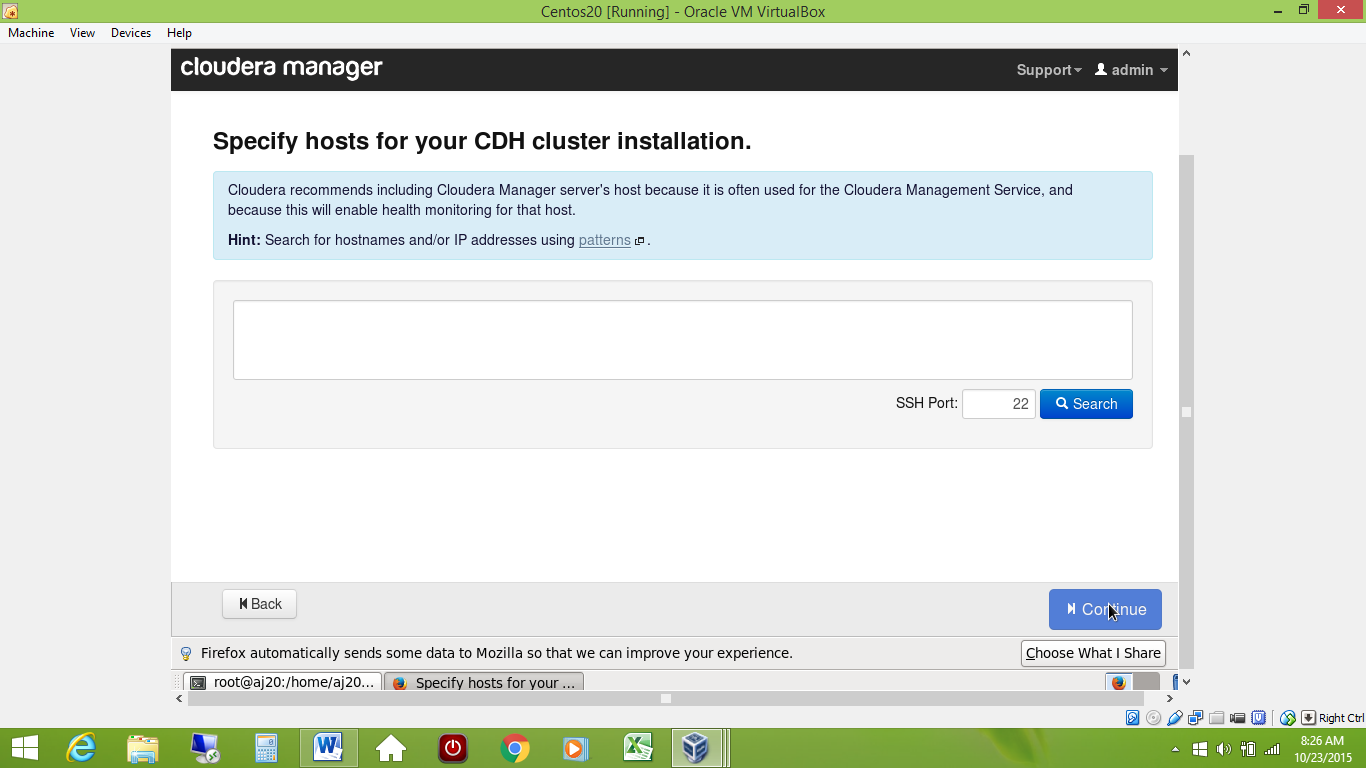 Centos20 [Running] - Oracle VM VirtualBox
Machine View Devices Help
cloudera manager
Support admin
Specify hosts for your CDH cluster installation.
Cloudera recommends including Cloudera Manager server's host because it is often used for the Cloudera Management Service, and
because this will enable health monitoring for that host.
Hint: Search for hostnames and/or IP addresses using patterns .
SSH Port: 22 Search
Back
Continue
Firefox automatically sends some data to Mozilla so that we can improve your experience. Choose What I Share
root@aj20:/home/aj20... Specify hosts for your ...
Right Ctrl
8:26 AM
10/23/2015